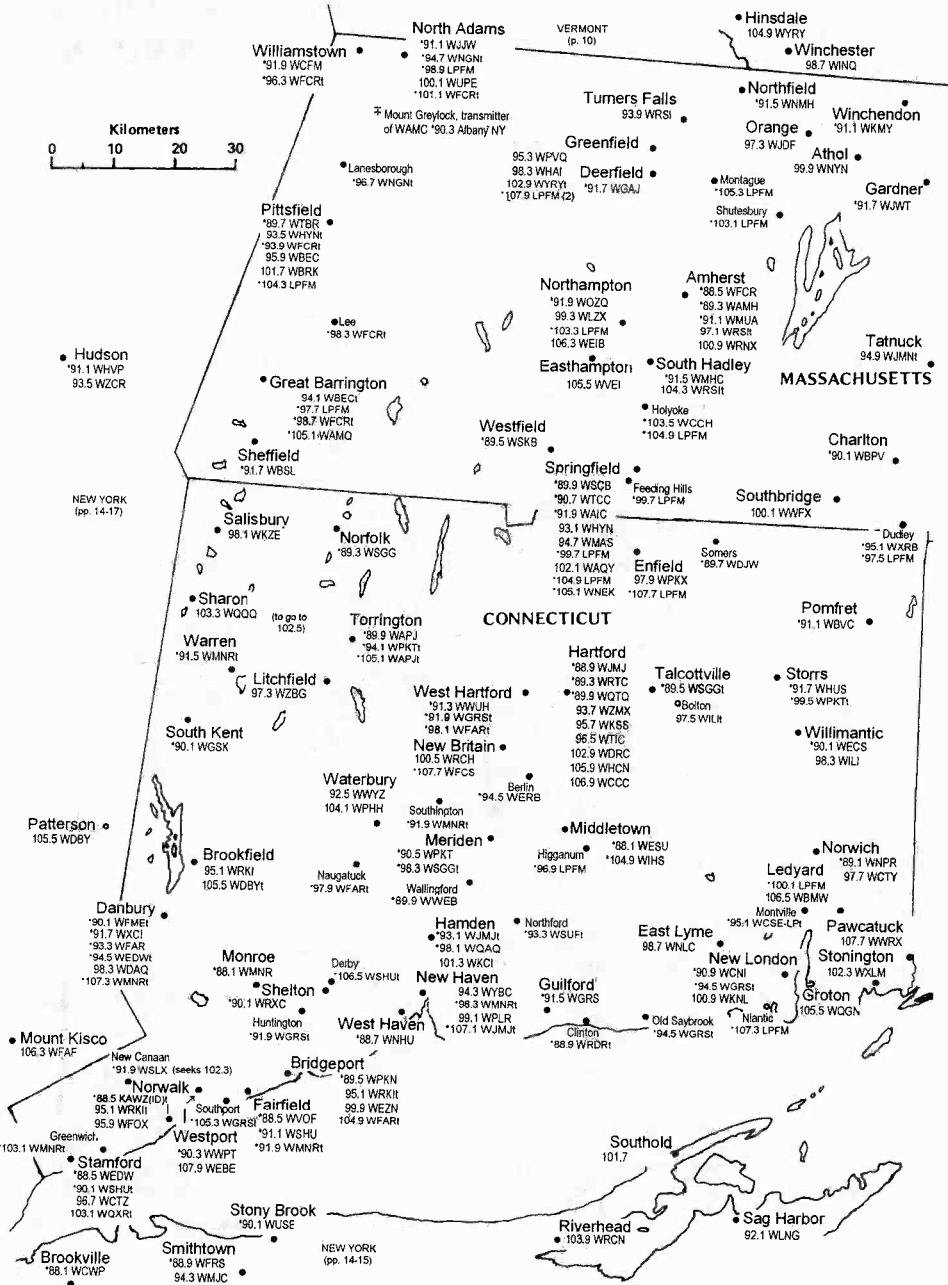 Hinsdale
104.9 WYRY
VERMONT
(p. 10)
Winchester
98.7 WINQ
North Adams
*91.1 WJJW
*94.7 WNGNt
*98.9 LPFM
100.1 WUPE
*101.1 WFCRt
Williamstown
*91.9 WCFM
*96.3 WFCRt
Mount Greylock, transmitter
of WAMC *90.3 Albany NY
Kilometers
0 10 20 30
Lanesborough
*96.7 WNGNt
Turners Falls
93.9 WRSI
Northfield
*91.5 WNMH
Winchendon
*91.1 WKMY
Orange
97.3 WJDF
Athol
99.9 WNYN
Greenfield
95.3 WPVQ
98.3 WHAI
102.9 WYRYt
*107.9 LPFM (2)
Deerfield
*91.7 WGAJ
Montague
*105.3 LPFM
Gardner
*91.7 WJWT
Shutesbury
*103.1 LPFM
Pittsfield
*89.7 WTBR
93.5 WHYNt
*93.9 WFCRt
95.9 WBEC
101.7 WBRK
*104.3 LPFM
Northampton
*91.9 WOZQ
99.3 WLZX
*103.3 LPFM
106.3 WEIB
Amherst
*88.5 WFCR
*89.3 WAMH
*91.1 WMUA
97.1 WRSIt
100.9 WRNX
Lee
*98.3 WFCRt
Hudson
*91.1 WHVP
93.5 WZCR
Tatnuck
94.9 WJMNt
MASSACHUSETTS
Easthampton
105.5 WVEI
South Hadley
*91.5 WMHC
104.3 WRSIt
Great Barrington
94.1 WBECt
*97.7 LPFM
*98.7 WFCRt
*105.1 WAMQ
Holyoke
*103.5 WCCH
*104.9 LPFM
Westfield
*89.5 WSKB
Charlton
*90.1 WBPV
Sheffield
*91.7 WBSL
Springfield
*89.9 WSCB
*90.7 WTCC
*91.9 WAIC
93.1 WHYN
94.7 WMAS
*99.7 LPFM
102.1 WAQY
*104.9 LPFM
*105.1 WNEK
Feeding Hills
*99.7 LPFM
Southbridge
100.1 WWFX
NEW YORK
(pp. 14-17)
Salisbury
98.1 WKZE
Norfolk
*89.3 WSGG
Dudley
*95.1 WXRB
*97.5 LPFM
Somers
*89.7 WDJW
Enfield
97.9 WPKX
*107.7 LPFM
Sharon
103.3 WQQQ
(to go to
102.5)
CONNECTICUT
Pomfret
*91.1 WBVC
Torrington
*89.9 WAPJ
*94.1 WPKTt
*105.1 WAPJt
Warren
*91.5 WMNRt
Litchfield
97.3 WZBG
Hartford
*88.9 WJMJ
*89.3 WRTC
*89.9 WQTQ
93.7 WZMX
95.7 WKSS
96.5 WTIC
102.9 WDRC
105.9 WHCN
106.9 WCCC
Talcottville
*89.5 WSGGt
Bolton
97.5 WILIt
Storrs
*91.7 WHUS
*99.5 WPKTt
West Hartford
*91.3 WWUH
*91.9 WGRSt
*98.1 WFARt
South Kent
*90.1 WGSK
Willimantic
*90.1 WECS
98.3 WILI
New Britain
100.5 WRCH
*107.7 WFCS
Berlin
*94.5 WERB
Waterbury
92.5 WWYZ
104.1 WPHH
Southington
*91.9 WMNRt
Patterson
105.5 WDBY
Meriden
*90.5 WPKT
*98.3 WSGGt
Middletown
*88.1 WESU
*104.9 WIHS
Higganum
*96.9 LPFM
Norwich
*89.1 WNPR
97.7 WCTY
Brookfield
95.1 WRKI
105.5 WDBYt
Naugatuck
*97.9 WFARt
Wallingford
*89.9 WWEB
Ledyard
*100.1 LPFM
106.5 WBMW
Montville
*95.1 WCSE-LPt
Danbury
*90.1 WFMEt
*91.7 WXCI
*93.3 WFAR
*94.5 WEDWt
98.3 WDAQ
*107.3 WMNRt
Hamden
*93.1 WJMJt
*98.1 WQAQ
101.3 WKCI
Northford
*93.3 WSUFt
East Lyme
98.7 WNLC
Pawcatuck
107.7 WWRX
Monroe
*88.1 WMNR
Derby
*106.5 WSHUt
New London
*90.9 WCNI
*94.5 WGRSt
100.9 WKNL
Stonington
102.3 WXLM
Shelton
*90.1 WRXC
New Haven
94.3 WYBC
*98.3 WMNRt
99.1 WPLR
*107.1 WJMJt
Guilford
*91.5 WGRS
Groton
105.5 WQGN
Huntington
*91.9 WGRSt
West Haven
*88.7 WNHU
Clinton
*88.9 WRDRt
Old Saybrook
*94.5 WGRSt
Niantic
*107.3 LPFM
Mount Kisco
106.3 WFAF
New Canaan
*91.9 WSLX (seeks 102.3)
Bridgeport
*89.5 WPKN
95.1 WRKIt
99.9 WEZN
104.9 WFARt
Norwalk
*88.5 KAWZ(ID)t
95.1 WRKIt
95.9 WFOX
Southport
*105.3 WGRSt
Fairfield
*88.5 WVOF
*91.1 WSHU
*91.9 WMNRt
Westport
*90.3 WWPT
107.9 WEBE
Greenwich
*103.1 WMNRt
Stamford
*88.5 WEDW
*90.1 WSHUt
96.7 WCTZ
103.1 WQXRt
Southold
101.7
Stony Brook
*90.1 WUSE
Sag Harbor
92.1 WLNG
Riverhead
*103.9 WRCN
NEW YORK
(pp. 14-15)
Smithtown
*88.9 WFRS
94.3 WMJC
Brookville
*88.1 WCWP